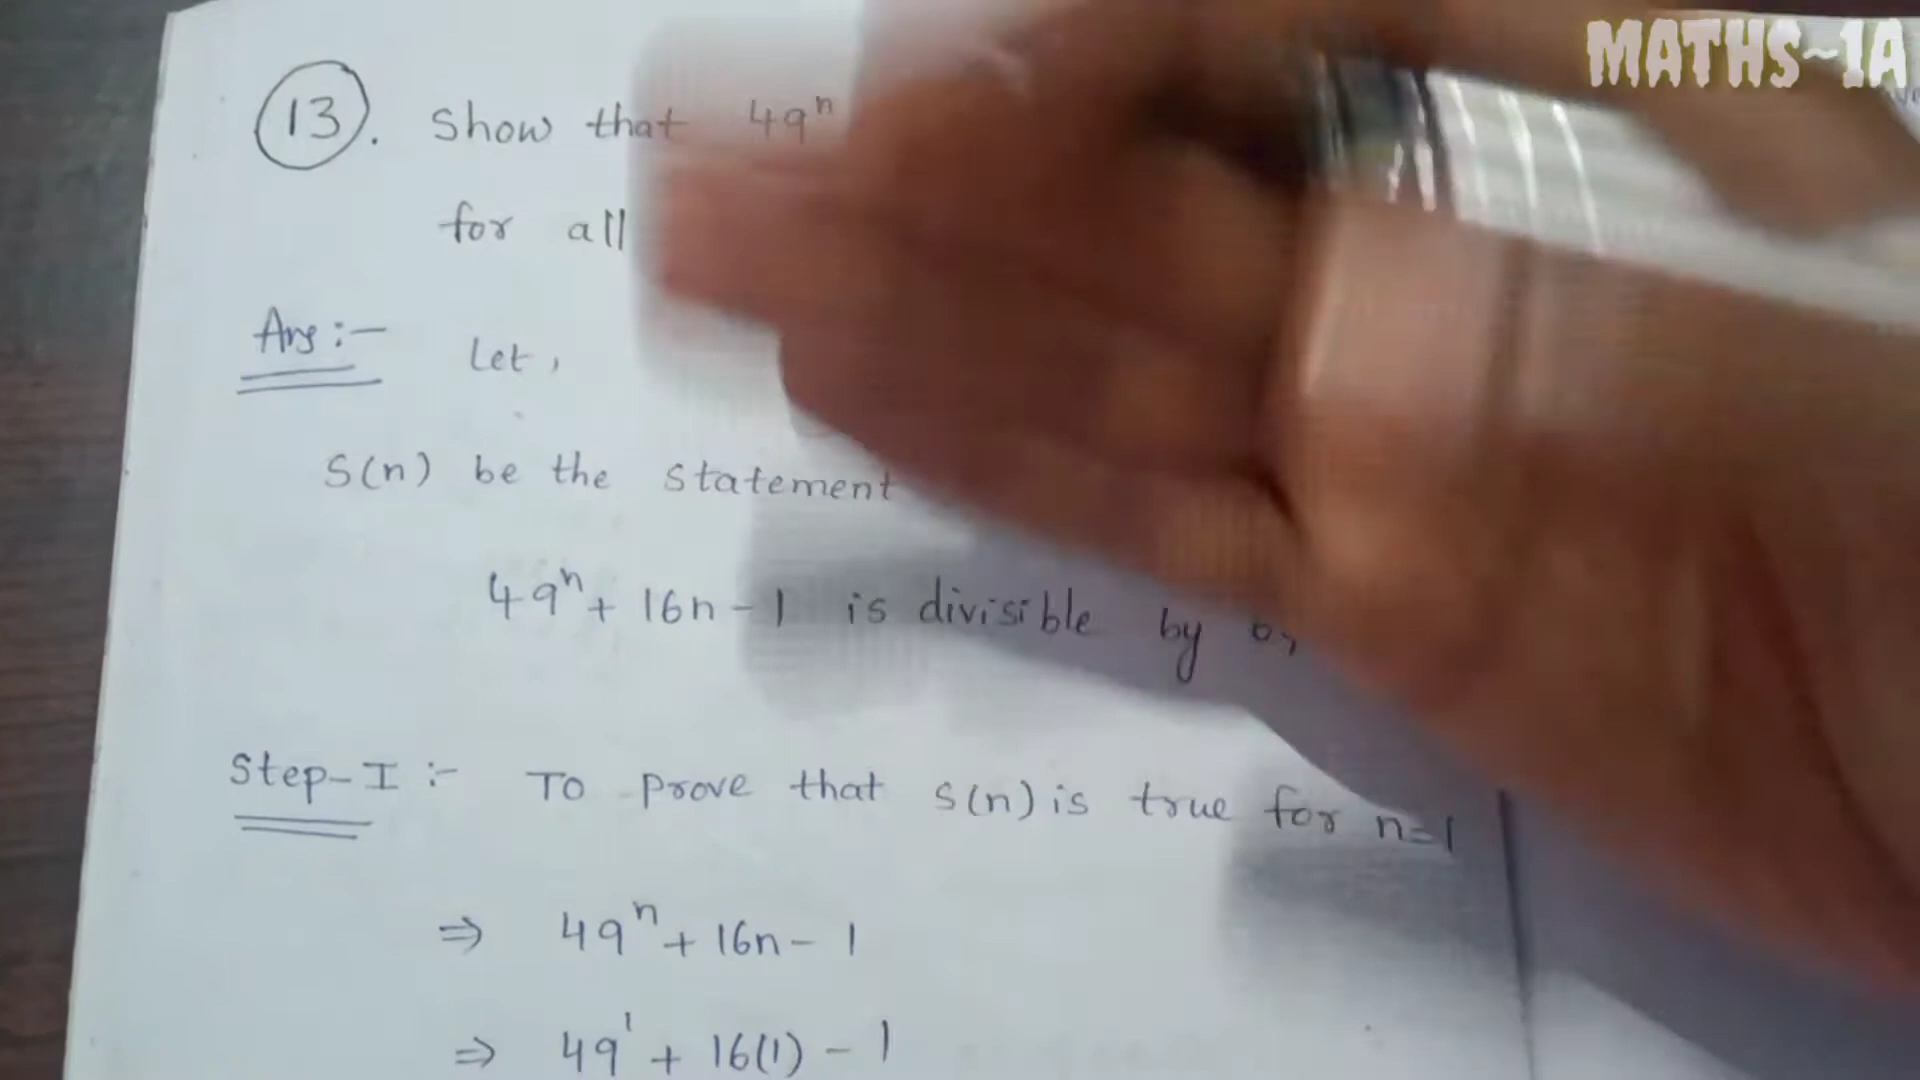 MATHS~1A
13. Show that 49ⁿ
for all
Ans :-
Let,
S(n) be the statement
49ⁿ + 16n - 1 is divisible by
Step-I :- To prove that s(n) is true for n=1
⇒ 49ⁿ + 16n - 1
⇒ 49¹ + 16(1) - 1